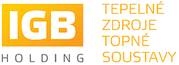 IGB
HOLDING
TEPELNÉ
ZDROJE
TOPNÉ
SOUSTAVY